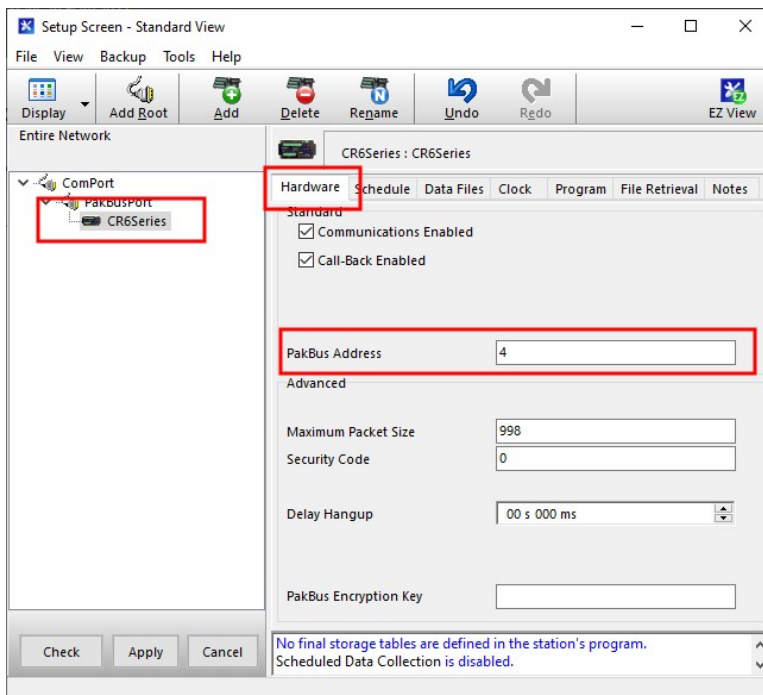 Setup Screen - Standard View
File View Backup Tools Help
Display Add Root Add Delete Rename Undo Redo EZ View
Entire Network
CR6Series : CR6Series
ComPort
PakBusPort
CR6Series
Hardware Schedule Data Files Clock Program File Retrieval Notes
Standard
Communications Enabled
Call-Back Enabled
PakBus Address 4
Advanced
Maximum Packet Size 998
Security Code 0
Delay Hangup 00 s 000 ms
PakBus Encryption Key
Check Apply Cancel
No final storage tables are defined in the station's program.
Scheduled Data Collection is disabled.